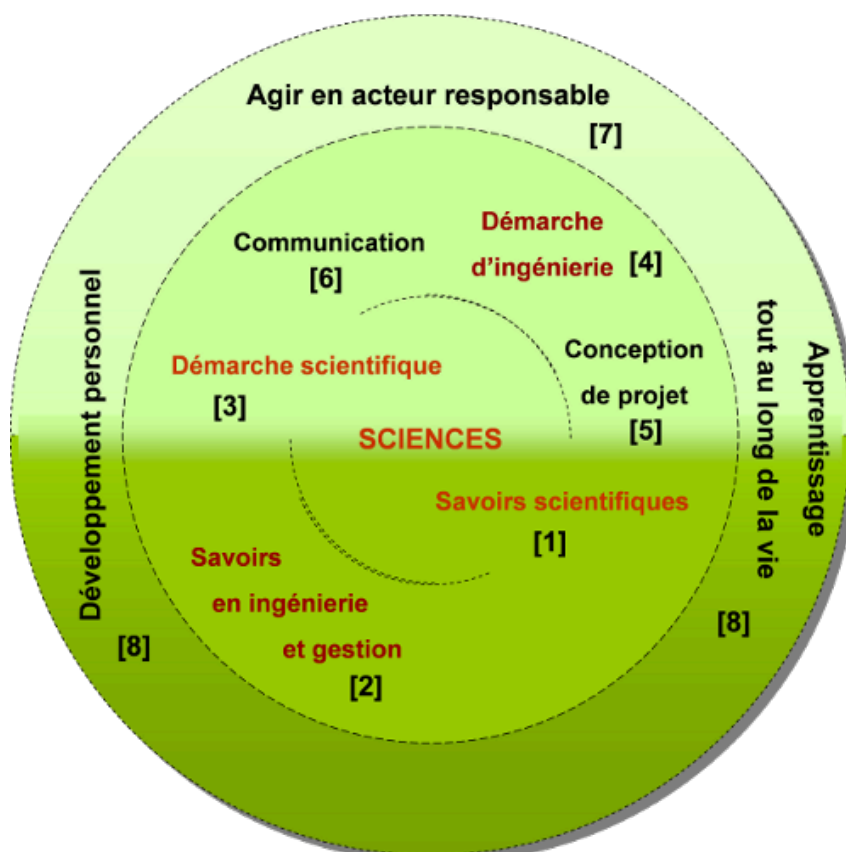 Agir en acteur responsable
[7]
Démarche
d’ingénierie [4]
Communication
[6]
Développement personnel
[8]
Démarche scientifique
[3]
Conception
de projet
[5]
SCIENCES
Apprentissage
tout au long de la vie
[8]
Savoirs scientifiques
[1]
Savoirs
en ingénierie
et gestion
[2]